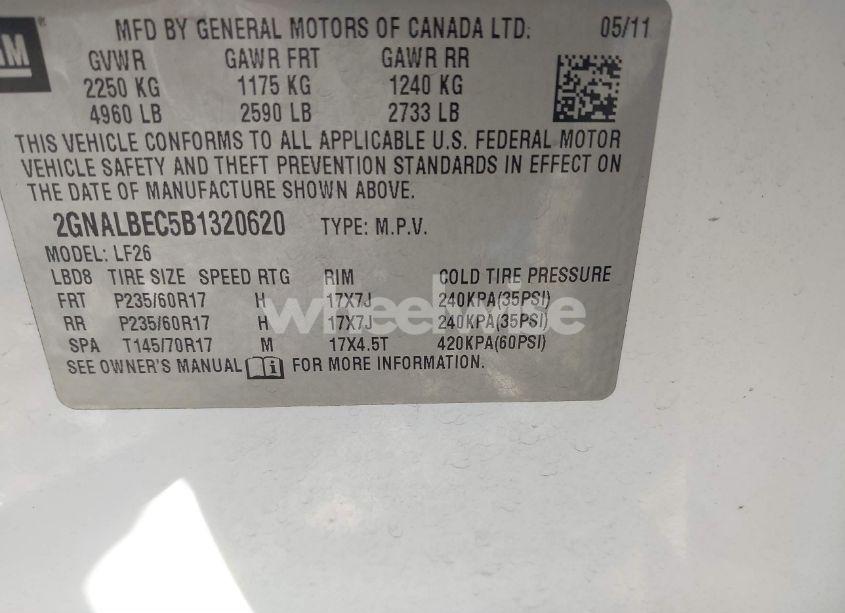 GM
MFD BY GENERAL MOTORS OF CANADA LTD. 05/11
GVWR GAWR FRT GAWR RR
2250 KG 1175 KG 1240 KG
4960 LB 2590 LB 2733 LB
THIS VEHICLE CONFORMS TO ALL APPLICABLE U.S. FEDERAL MOTOR
VEHICLE SAFETY AND THEFT PREVENTION STANDARDS IN EFFECT ON
THE DATE OF MANUFACTURE SHOWN ABOVE.
2GNALBEC5B1320620 TYPE: M.P.V.
MODEL: LF26
LBD8 TIRE SIZE SPEED RTG RIM COLD TIRE PRESSURE
FRT P235/60R17 H 17X7J 240KPA(35PSI)
RR P235/60R17 H 17X7J 240KPA(35PSI)
SPA T145/70R17 M 17X4.5T 420KPA(60PSI)
SEE OWNER'S MANUAL FOR MORE INFORMATION.
wheelwise